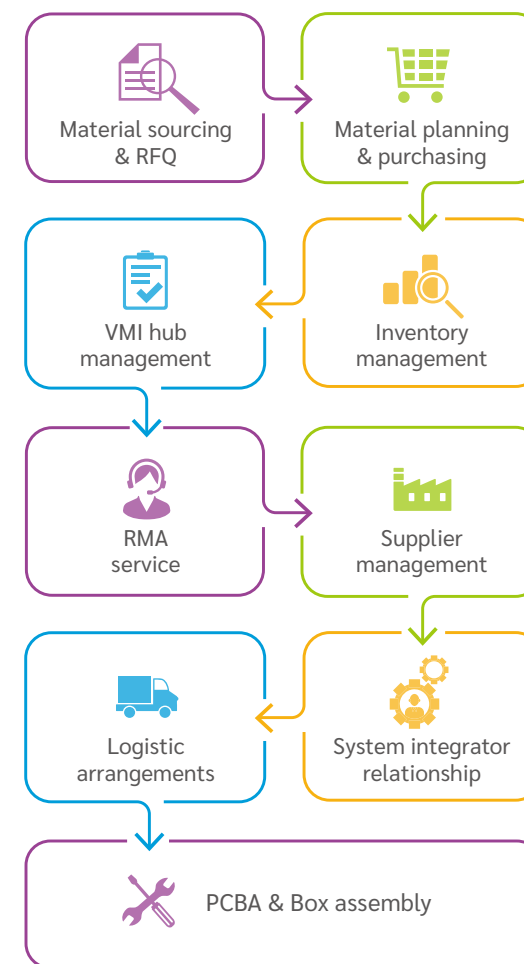 Material sourcing
& RFQ
Material planning
& purchasing
VMI hub
management
Inventory
management
RMA
service
Supplier
management
Logistic
arrangements
System integrator
relationship
PCBA & Box assembly